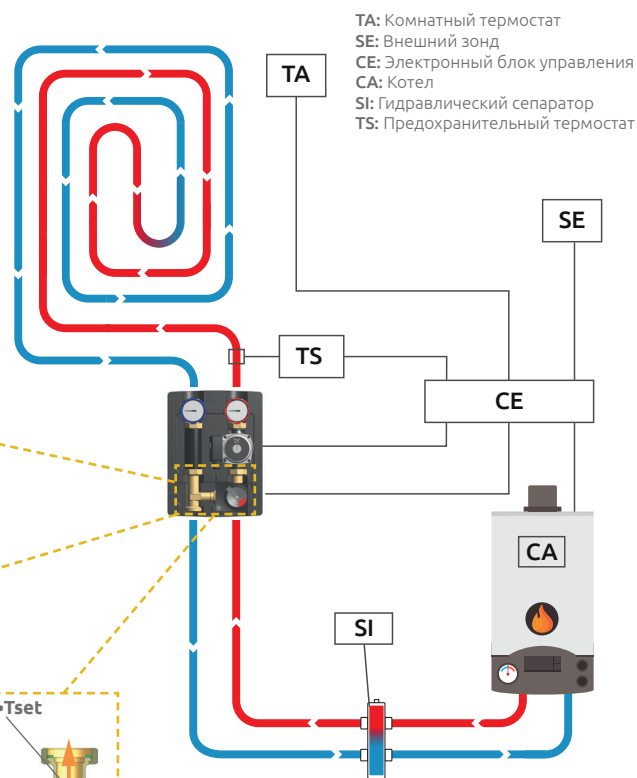 TA: Комнатный термостат
SE: Внешний зонд
CE: Электронный блок управления
CA: Котел
SI: Гидравлический сепаратор
TS: Предохранительный термостат
TA
SE
TS
CE
CA
SI
Tset